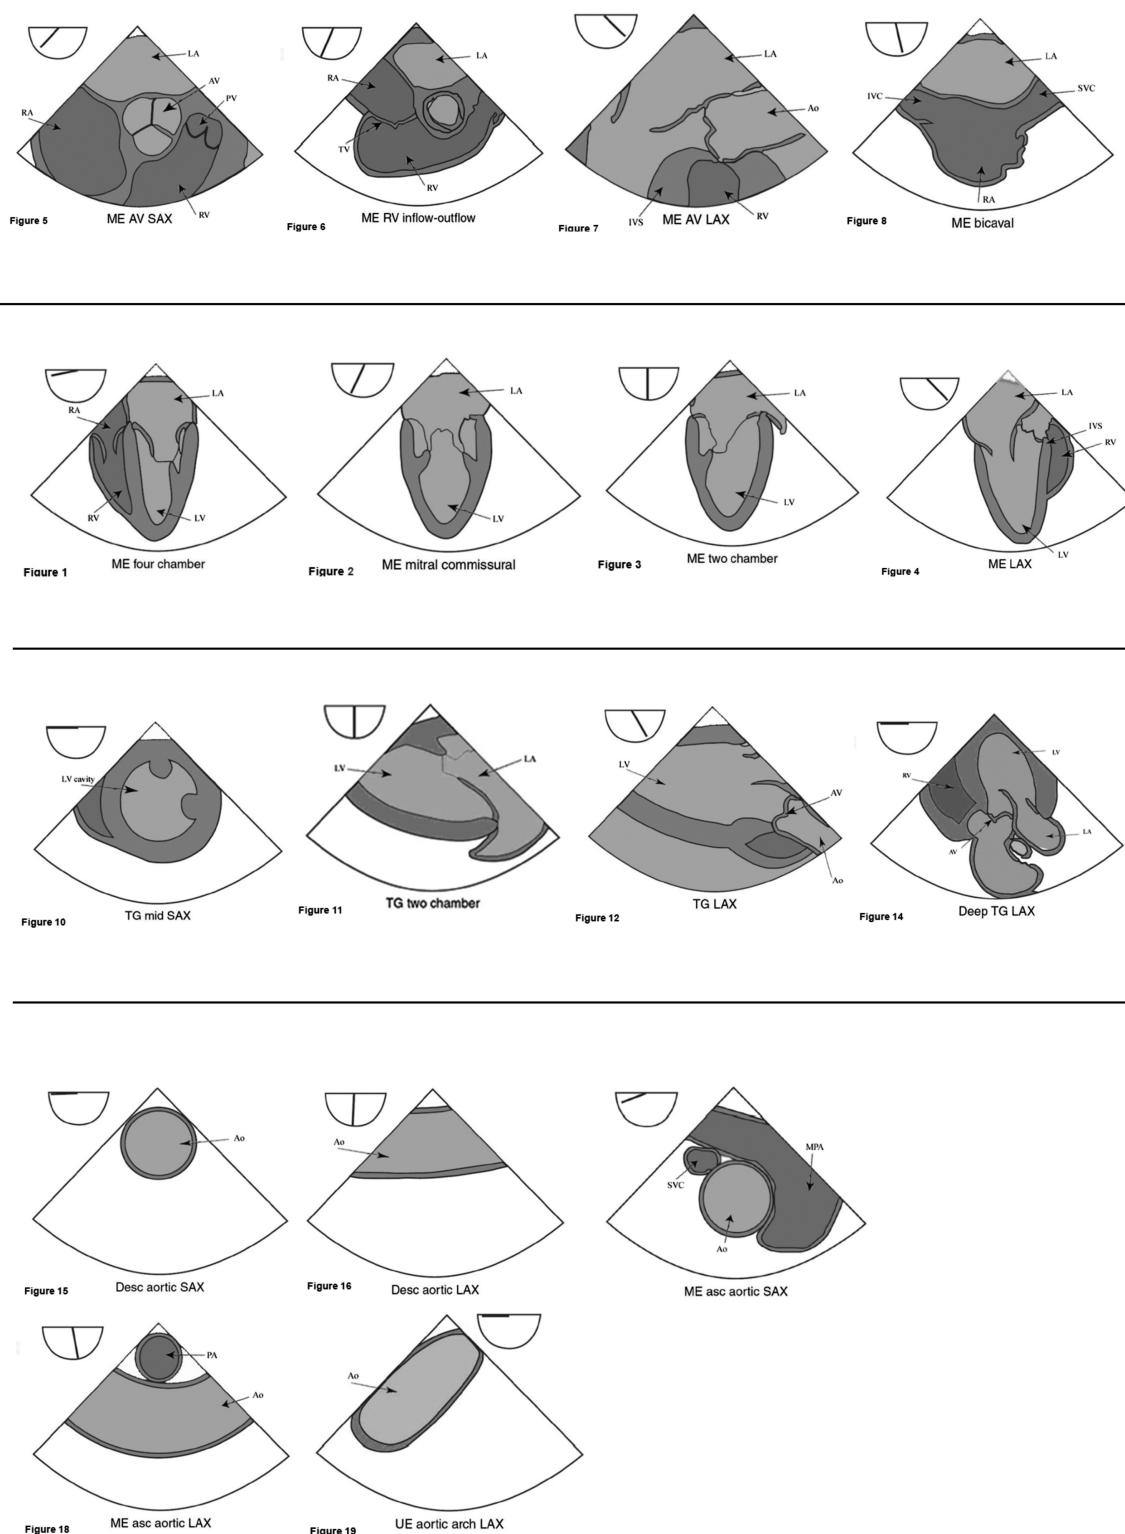 LA
AV
PV
RA
RV
Figure 5
ME AV SAX
LA
RA
TV
RV
Figure 6
ME RV inflow-outflow
LA
Ao
IVS
RV
Figure 7
ME AV LAX
LA
IVC
SVC
RA
Figure 8
ME bicaval
RA
LA
RV
LV
Figure 1
ME four chamber
LA
LV
Figure 2
ME mitral commissural
LA
LV
Figure 3
ME two chamber
LA
IVS
RV
LV
Figure 4
ME LAX
LV cavity
Figure 10
TG mid SAX
LV
LA
Figure 11
TG two chamber
LV
AV
Ao
Figure 12
TG LAX
LV
RV
AV
LA
Figure 14
Deep TG LAX
Ao
Figure 15
Desc aortic SAX
Ao
Figure 16
Desc aortic LAX
MPA
SVC
Ao
ME asc aortic SAX
PA
Ao
Figure 18
ME asc aortic LAX
Ao
Figure 19
UE aortic arch LAX